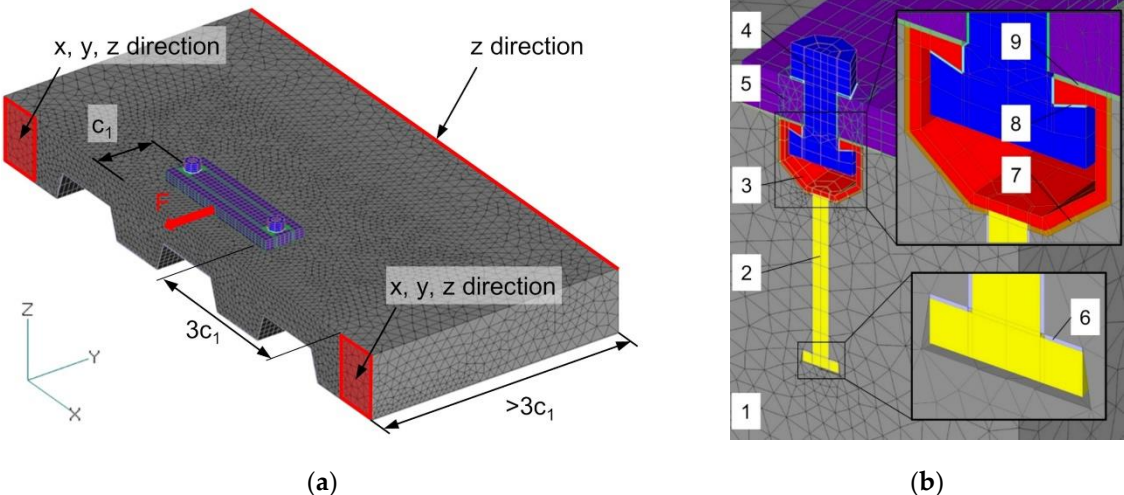 x, y, z direction
z direction
c1
F
x, y, z direction
3c1
>3c1
Z
Y
X
(a)
4
5
3
2
1
9
8
7
6
(b)